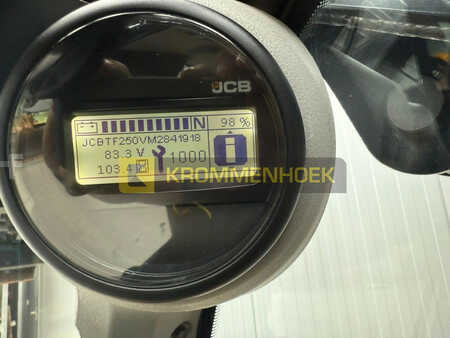 JCB
N 98 %
JCBTF250VM2841918
83.3 V 1000 i
103.4
KROMMENHOEK